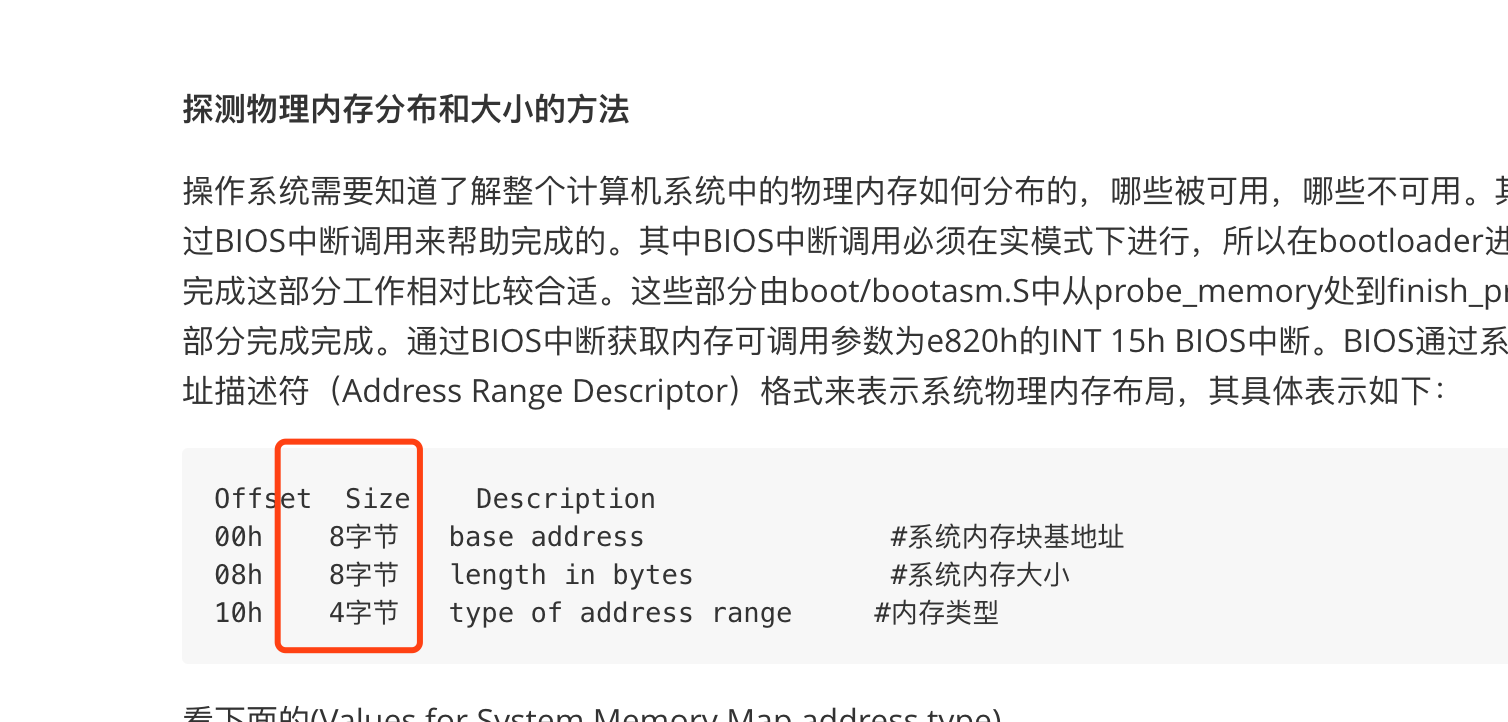 探测物理内存分布和大小的方法
操作系统需要知道了解整个计算机系统中的物理内存如何分布的，哪些被可用，哪些不可用。其
过BIOS中断调用来帮助完成的。其中BIOS中断调用必须在实模式下进行，所以在bootloader进
完成这部分工作相对比较合适。这些部分由boot/bootasm.S中从probe_memory处到finish_pr
部分完成完成。通过BIOS中断获取内存可调用参数为e820h的INT 15h BIOS中断。BIOS通过系
址描述符（Address Range Descriptor）格式来表示系统物理内存布局，其具体表示如下：
Offset  Size    Description
00h    8字节   base address               #系统内存块基地址
08h    8字节   length in bytes            #系统内存大小
10h    4字节   type of address range     #内存类型
看下面的(Values for System Memory Map address type)